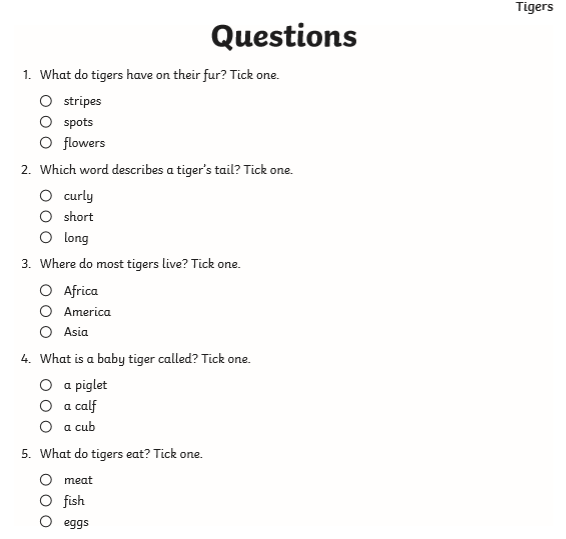 Tigers
Questions
1. What do tigers have on their fur? Tick one.
stripes
spots
flowers
2. Which word describes a tiger's tail? Tick one.
curly
short
long
3. Where do most tigers live? Tick one.
Africa
America
Asia
4. What is a baby tiger called? Tick one.
a piglet
a calf
a cub
5. What do tigers eat? Tick one.
meat
fish
eggs